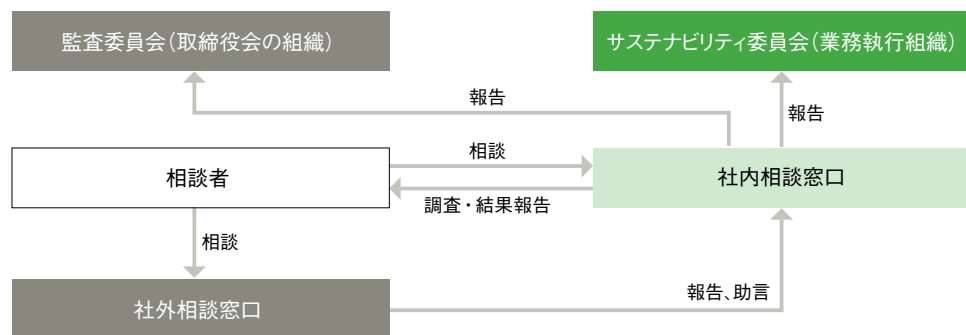 監査委員会（取締役会の組織）
サステナビリティ委員会（業務執行組織）
報告
報告
相談者
相談
社内相談窓口
調査・結果報告
相談
社外相談窓口
報告、助言